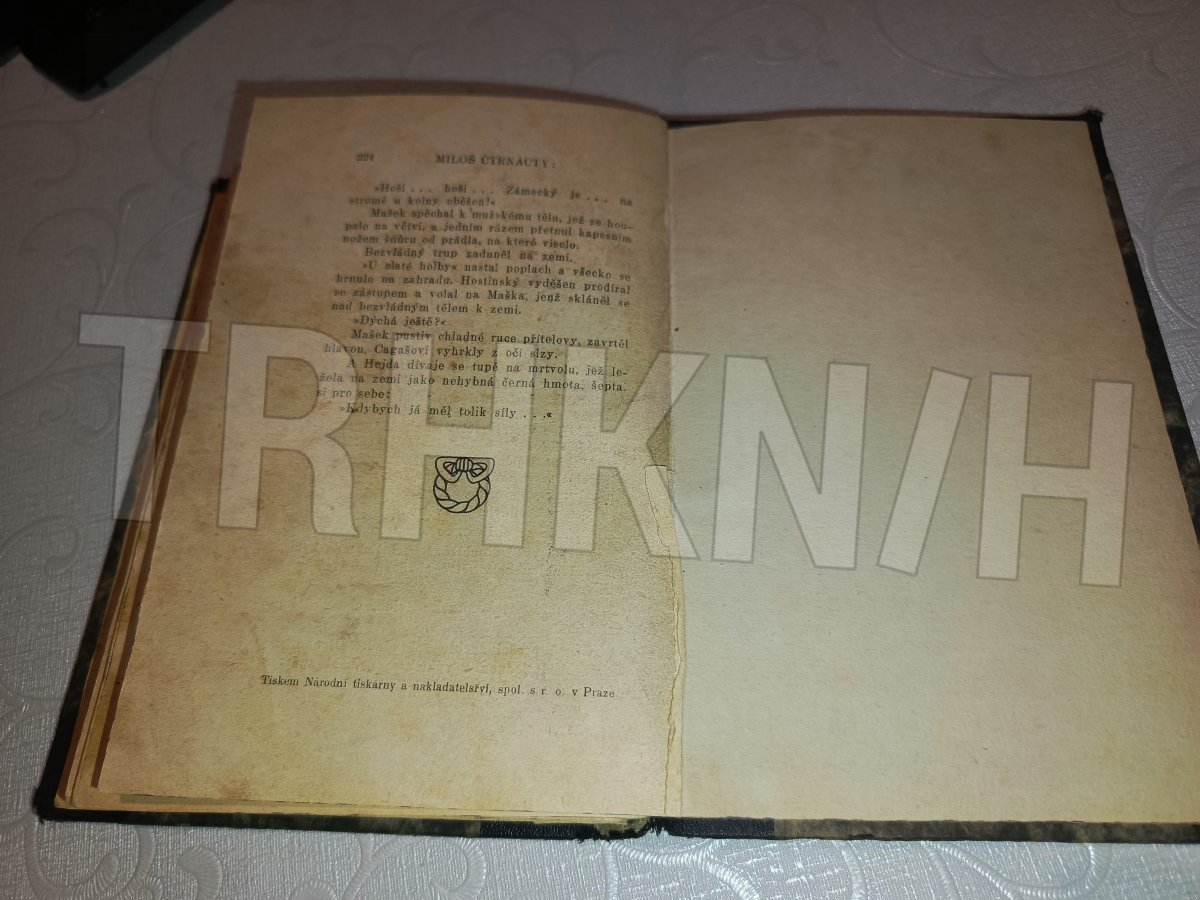 224 MILOŠ ČTRNÁCTÝ:
»Hoši . . . hoši . . . Zámecký je . . . na
stromě u kolny oběšen!«
Mašek spěchal k mužskému tělu, jež se hou-
palo na větvi, a jedním rázem přetnul kapesním
nožem šňůru od prádla, na které viselo.
Bezvládný trup zaduněl na zemi.
»U zlaté holby« nastal poplach a všecko se
hrnulo na zahradu. Hostinský vyděšen prodíral
se zástupem a volal na Maška, jenž skláněl se
nad bezvládným tělem k zemi.
»Dýchá ještě?«
Mašek pustiv chladné ruce přítelovy, zavrtěl
hlavou. Cagašovi vyhrkly z očí slzy.
A Hejda dívaje se tupě na mrtvolu, jež le-
žela na zemi jako nehybná černá hmota, šeptá
si pro sebe:
»Kdybych já měl tolik síly . . .«
TRHKN/H
Tiskem Národní tiskárny a nakladatelství, spol. s r. o. v Praze